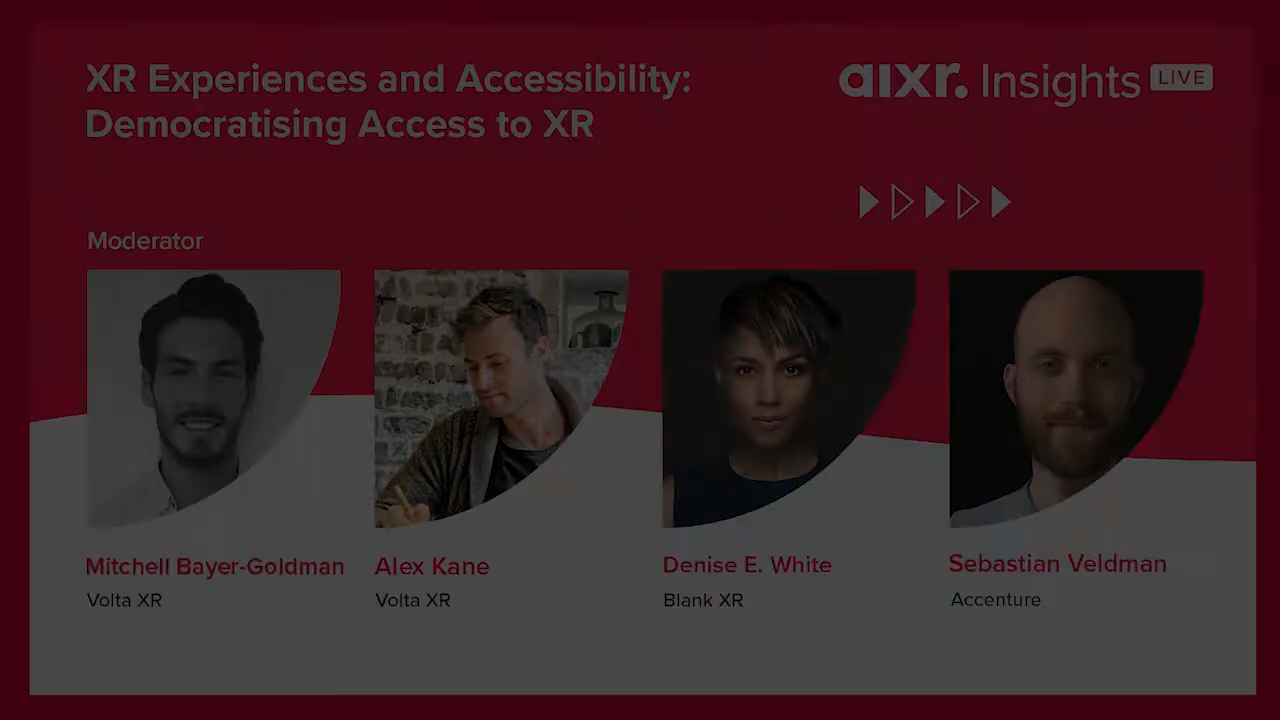 XR Experiences and Accessibility:
Democratising Access to XR
aixr. Insights LIVE
Moderator
Mitchell Bayer-Goldman
Volta XR
Alex Kane
Volta XR
Denise E. White
Blank XR
Sebastian Veldman
Accenture